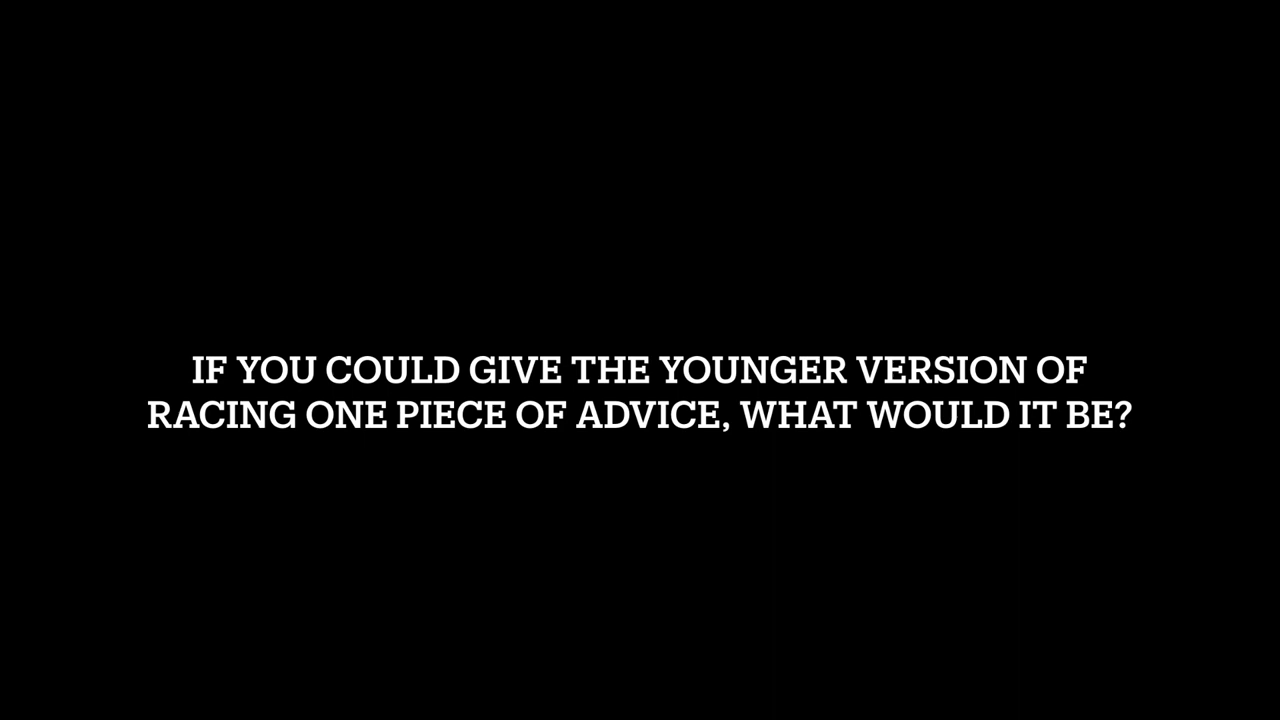 IF YOU COULD GIVE THE YOUNGER VERSION OF
RACING ONE PIECE OF ADVICE, WHAT WOULD IT BE?